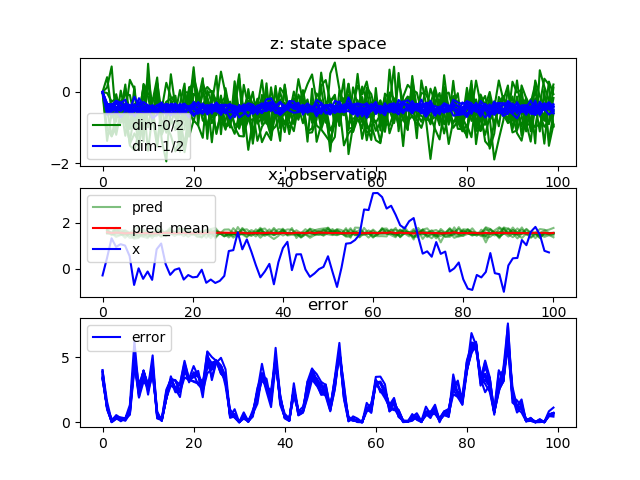 z: state space
0
−2
dim-0/2
dim-1/2
0 20 40 60 80 100
x: observation
2
0
pred
pred_mean
x
0 20 40 60 80 100
error
5
0
error
0 20 40 60 80 100